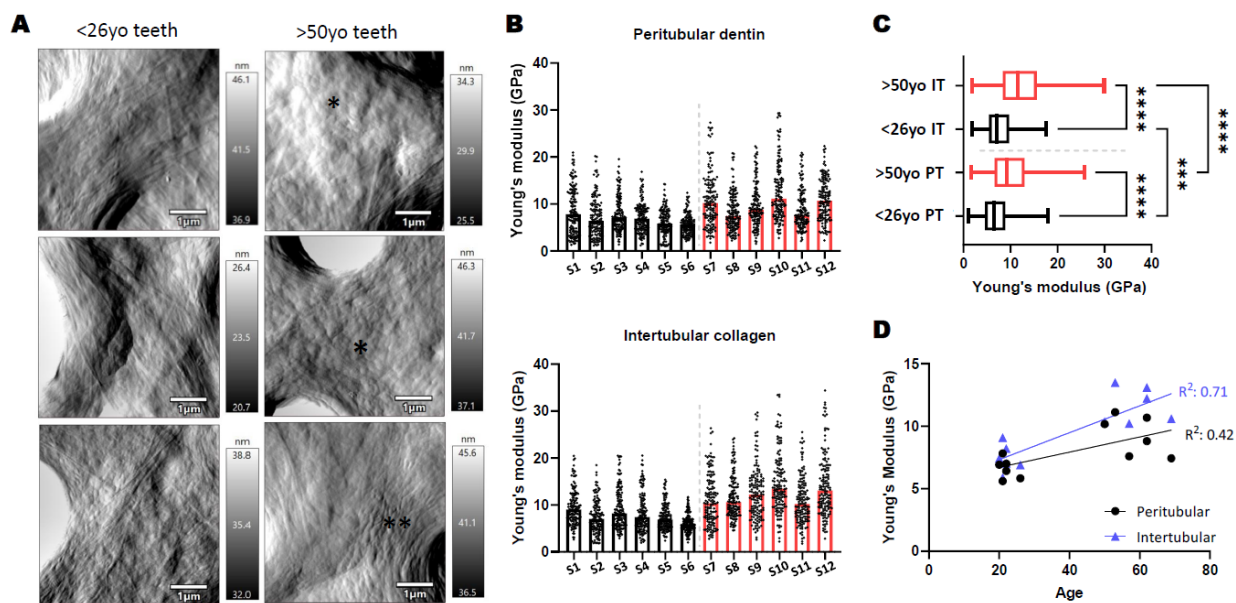 A
<26yo teeth
>50yo teeth
nm
46.1
41.5
36.9
1µm
nm
34.3
29.9
25.5
*
1µm
nm
26.4
23.5
20.7
1µm
nm
46.3
41.7
37.1
*
1µm
nm
38.8
35.4
32.0
1µm
nm
45.6
41.1
36.5
**
1µm
B
Peritubular dentin
Young's modulus (GPa)
40
30
20
10
0
S1 S2 S3 S4 S5 S6 S7 S8 S9 S10 S11 S12
Intertubular collagen
Young's modulus (GPa)
40
30
20
10
0
S1 S2 S3 S4 S5 S6 S7 S8 S9 S10 S11 S12
C
>50yo IT
<26yo IT
>50yo PT
<26yo PT
****
****
***
****
0 10 20 30 40
Young's modulus (GPa)
D
Young's Modulus (GPa)
15
10
5
0
R²: 0.71
R²: 0.42
Peritubular
Intertubular
0 20 40 60 80
Age